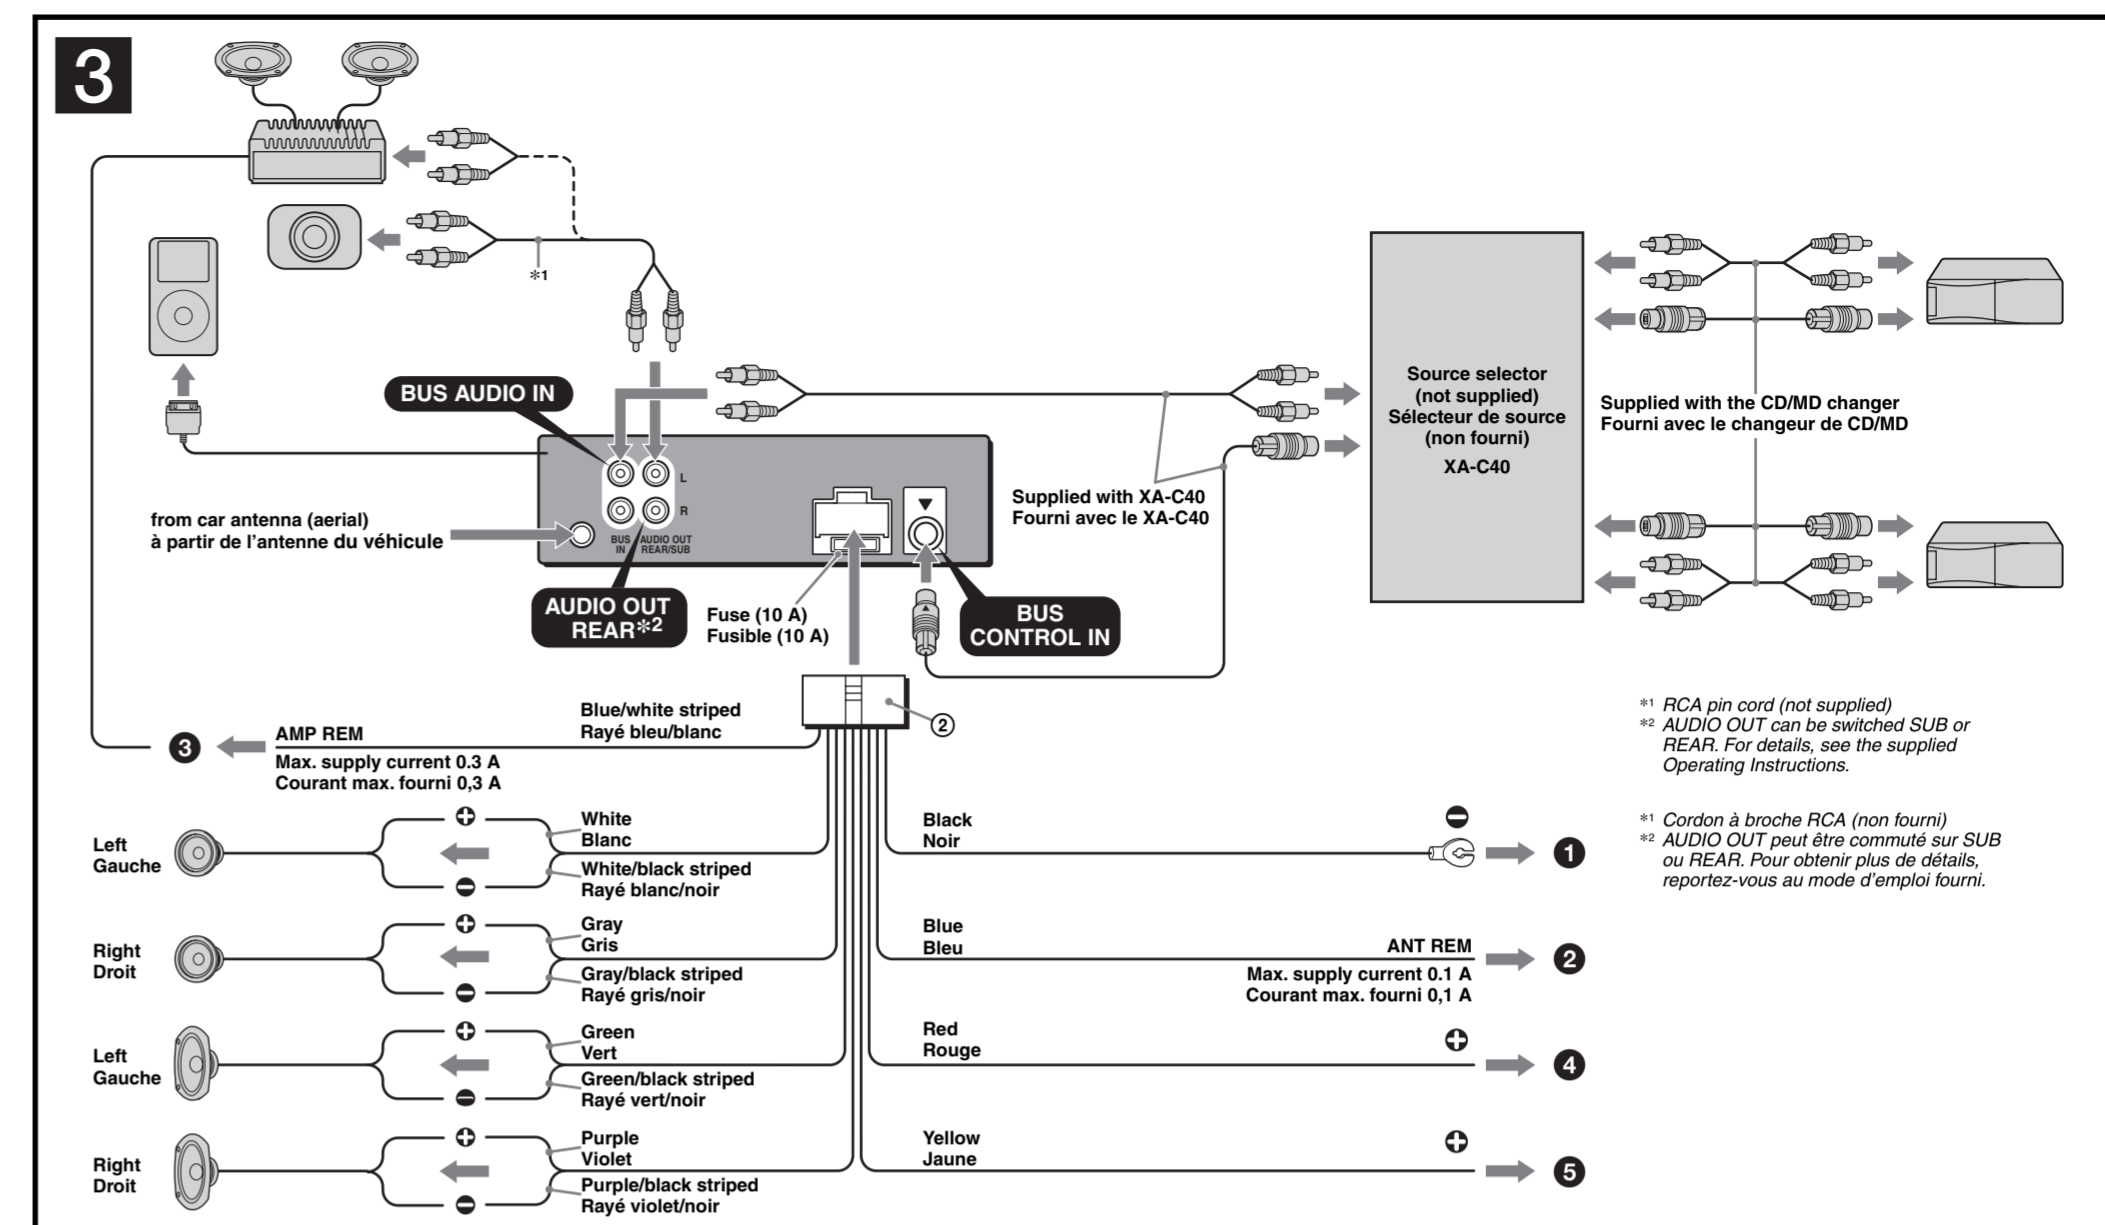 3
*1
BUS AUDIO IN
L
R
BUS IN
AUDIO OUT REAR/SUB
from car antenna (aerial)
à partir de l'antenne du véhicule
AUDIO OUT
REAR*2
Fuse (10 A)
Fusible (10 A)
BUS
CONTROL IN
Supplied with XA-C40
Fourni avec le XA-C40
Source selector
(not supplied)
Sélecteur de source
(non fourni)
XA-C40
Supplied with the CD/MD changer
Fourni avec le changeur de CD/MD
②
Blue/white striped
Rayé bleu/blanc
❸
AMP REM
Max. supply current 0.3 A
Courant max. fourni 0,3 A
Left
Gauche
+
−
White
Blanc
White/black striped
Rayé blanc/noir
Right
Droit
+
−
Gray
Gris
Gray/black striped
Rayé gris/noir
Left
Gauche
+
−
Green
Vert
Green/black striped
Rayé vert/noir
Right
Droit
+
−
Purple
Violet
Purple/black striped
Rayé violet/noir
Black
Noir
−
❶
Blue
Bleu
ANT REM
Max. supply current 0.1 A
Courant max. fourni 0,1 A
❷
Red
Rouge
+
❹
Yellow
Jaune
+
❺
*1 RCA pin cord (not supplied)
*2 AUDIO OUT can be switched SUB or
REAR. For details, see the supplied
Operating Instructions.
*1 Cordon à broche RCA (non fourni)
*2 AUDIO OUT peut être commuté sur SUB
ou REAR. Pour obtenir plus de détails,
reportez-vous au mode d'emploi fourni.